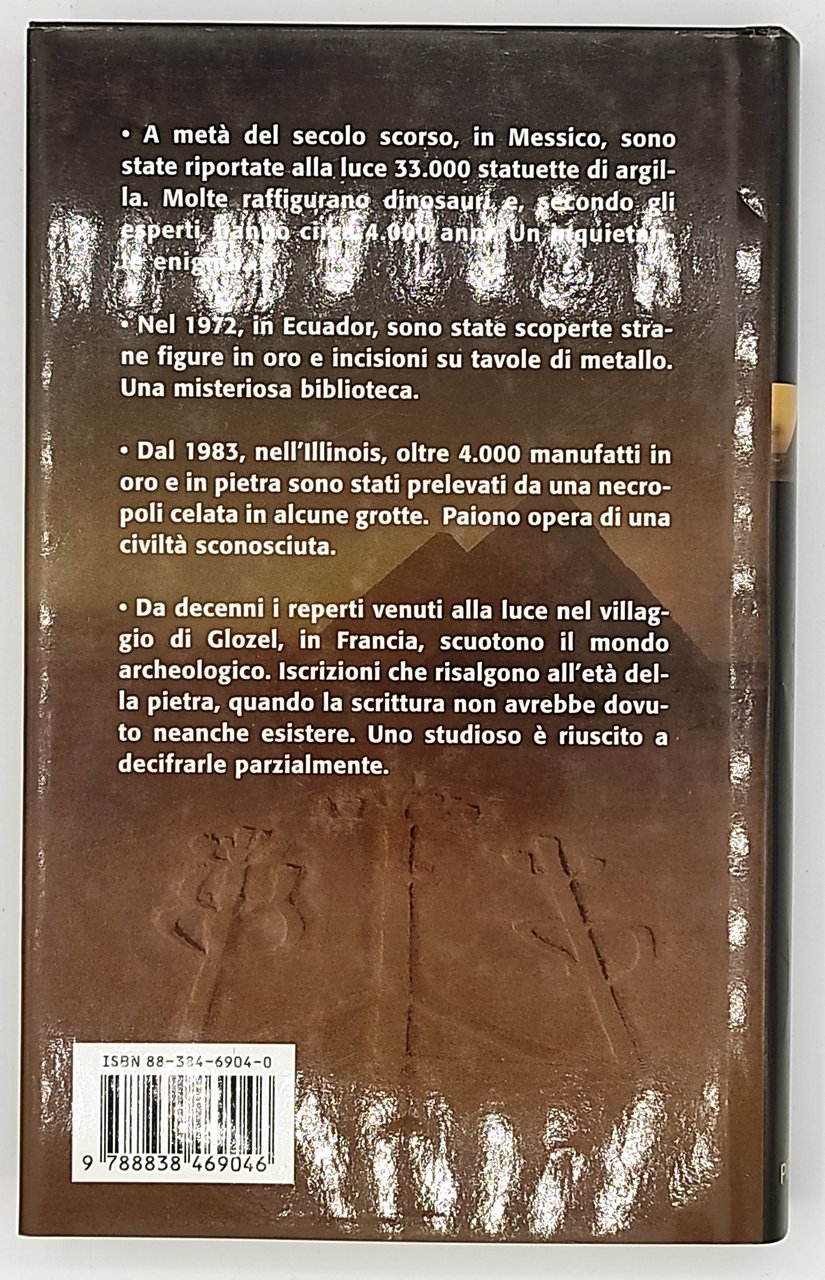 • A metà del secolo scorso, in Messico, sono
state riportate alla luce 33.000 statuette di argil-
la. Molte raffigurano dinosauri e, secondo gli
esperti, hanno circa 4.000 anni. Un inquietan-
te enigma.
• Nel 1972, in Ecuador, sono state scoperte stra-
ne figure in oro e incisioni su tavole di metallo.
Una misteriosa biblioteca.
• Dal 1983, nell'Illinois, oltre 4.000 manufatti in
oro e in pietra sono stati prelevati da una necro-
poli celata in alcune grotte. Paiono opera di una
civiltà sconosciuta.
• Da decenni i reperti venuti alla luce nel villag-
gio di Glozel, in Francia, scuotono il mondo
archeologico. Iscrizioni che risalgono all'età del-
la pietra, quando la scrittura non avrebbe dovu-
to neanche esistere. Uno studioso è riuscito a
decifrarle parzialmente.
ISBN 88-384-6904-0
9 788838 469046